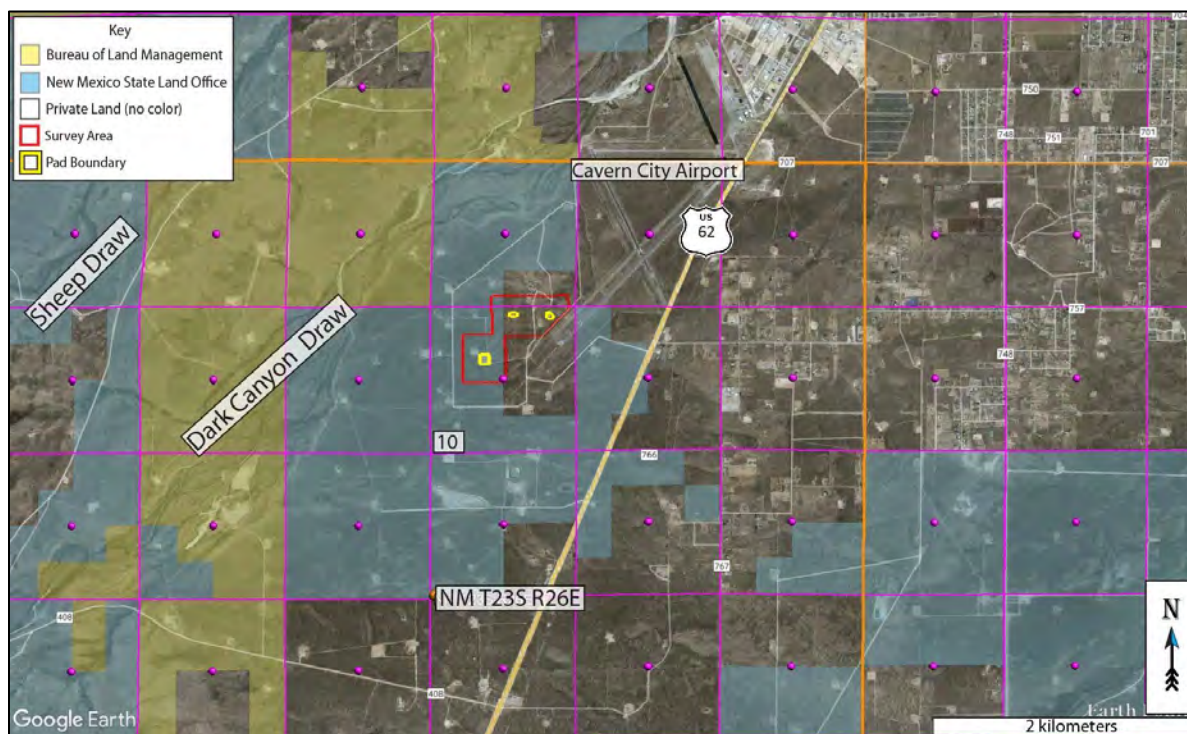 Key
Bureau of Land Management
New Mexico State Land Office
Private Land (no color)
Survey Area
Pad Boundary
704
750
748
751
701
Cavern City Airport
707
707
US
62
Sheep Draw
Dark Canyon Draw
757
748
10
766
767
NM T23S R26E
408
408
N
Google Earth
Earth
2 kilometers